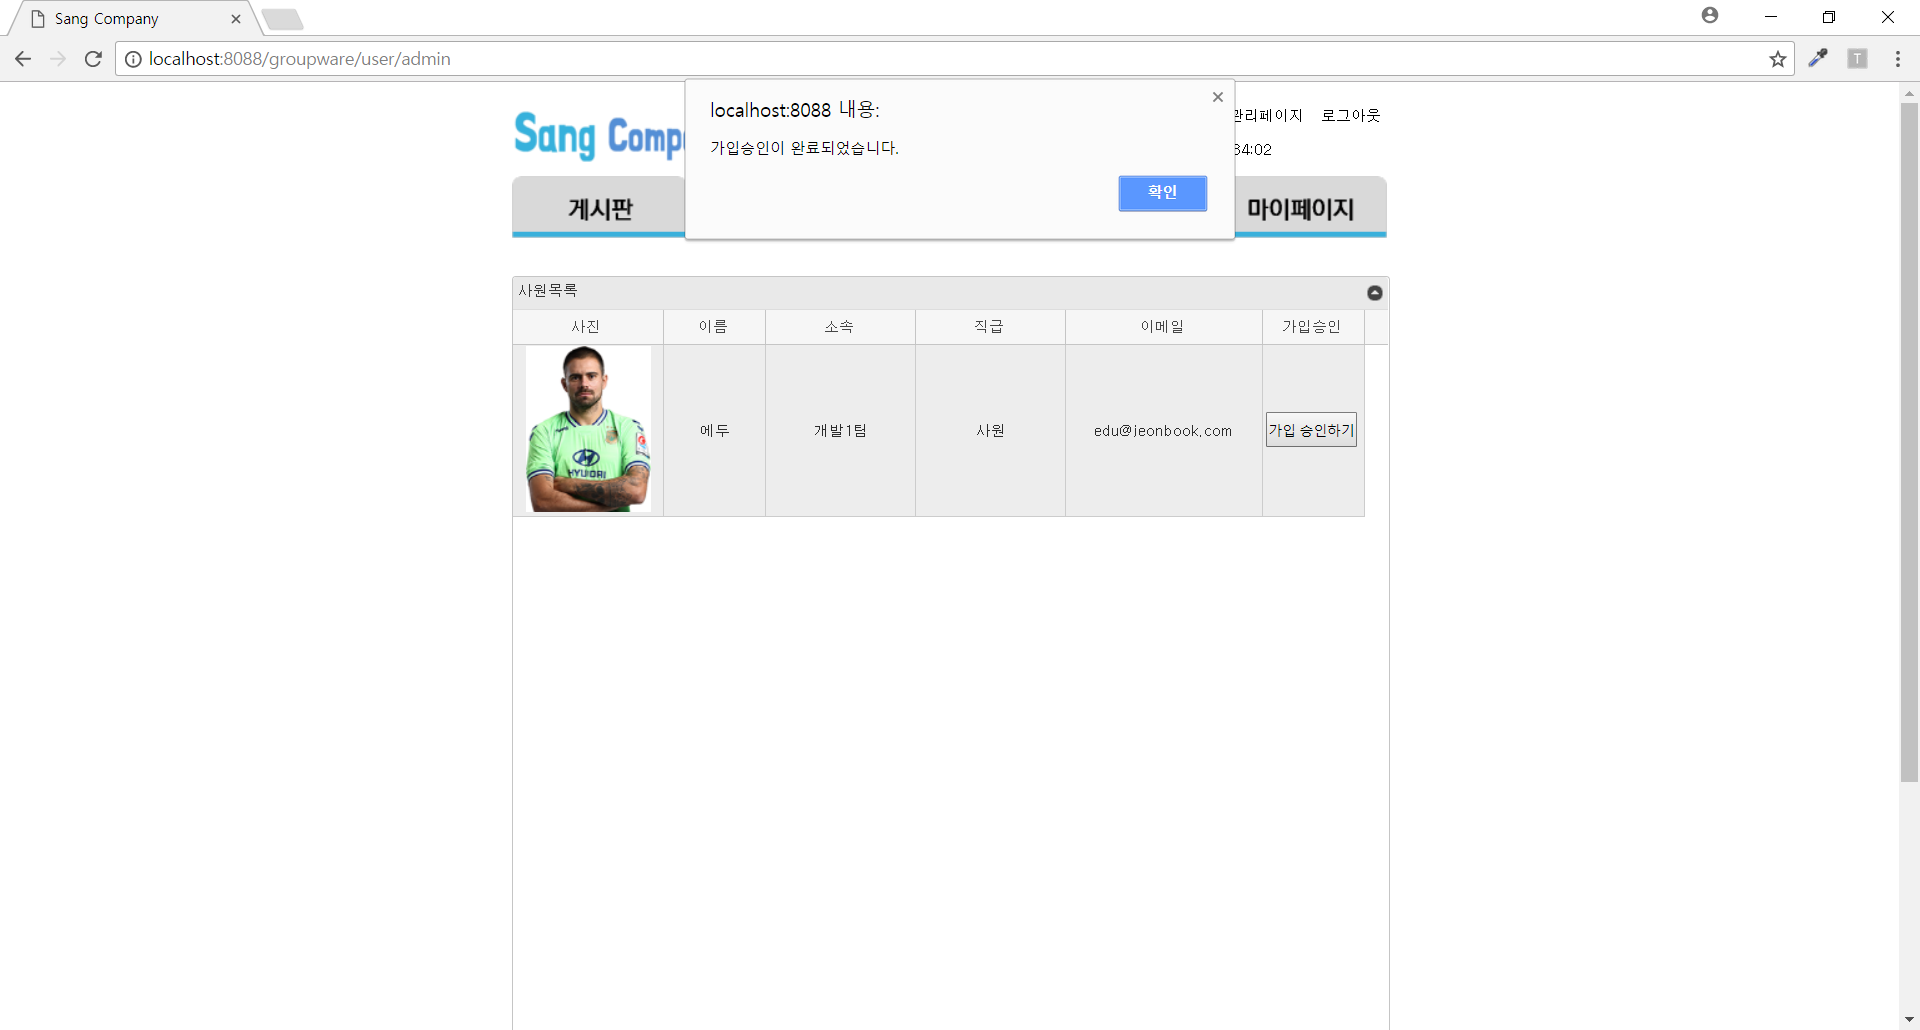 Sang Company
localhost:8088/groupware/user/admin
localhost:8088 내용:
가입승인이 완료되었습니다.
확인
Sang
관리페이지 로그아웃
34:02
게시판
마이페이지
사원목록
사진 이름 소속 직급 이메일 가입승인
HYUNDAI
에두 개발1팀 사원 edu@jeonbook.com 가입 승인하기
T